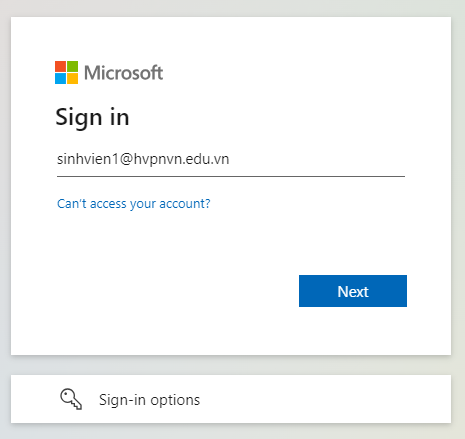 Microsoft
Sign in
sinhvien1@hvpnvn.edu.vn
Can't access your account?
Next
Sign-in options